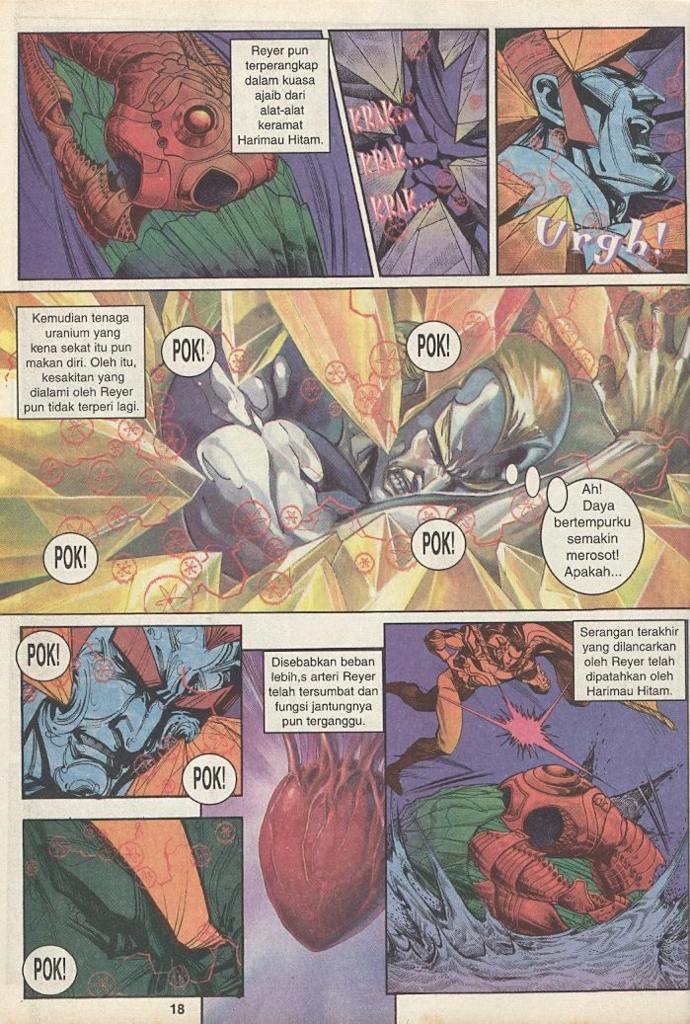 Reyer pun
terperangkap
dalam kuasa
ajaib dari
alat-alat
keramat
Harimau Hitam.
KRAK...
KRAK...
KRAK...
Urgh!
Kemudian tenaga
uranium yang
kena sekat itu pun
makan diri. Oleh itu,
kesakitan yang
dialami oleh Reyer
pun tidak terperi lagi.
POK!
POK!
POK!
POK!
Ah!
Daya
bertempurku
semakin
merosot!
Apakah...
POK!
POK!
POK!
Disebabkan beban
lebih,s arteri Reyer
telah tersumbat dan
fungsi jantungnya
pun terganggu.
Serangan terakhir
yang dilancarkan
oleh Reyer telah
dipatahkan oleh
Harimau Hitam.
18